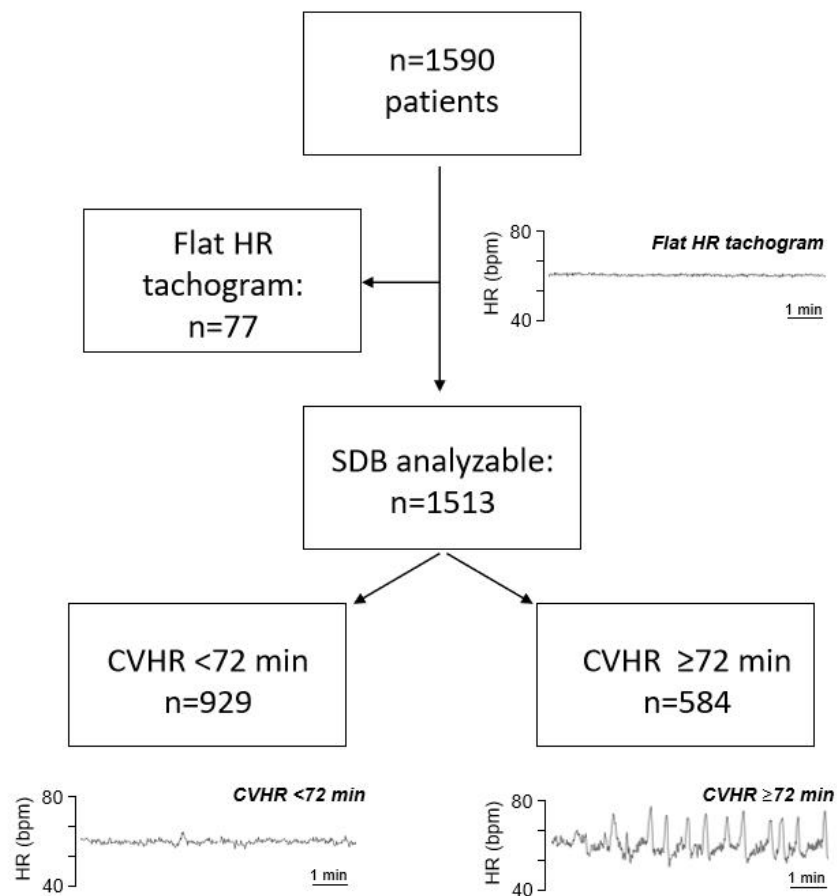 n=1590
patients
Flat HR
tachogram:
n=77
HR (bpm)
80
40
Flat HR tachogram
1 min
SDB analyzable:
n=1513
CVHR <72 min
n=929
CVHR ≥72 min
n=584
HR (bpm)
80
40
CVHR <72 min
1 min
HR (bpm)
80
40
CVHR ≥72 min
1 min